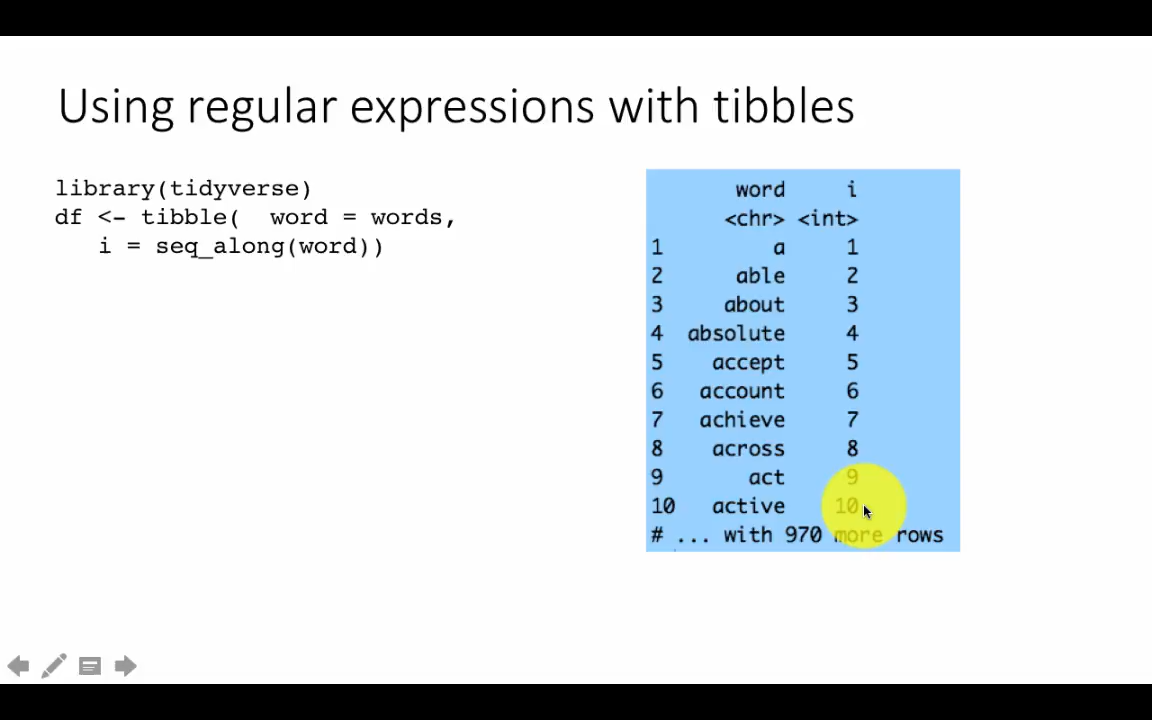 Using regular expressions with tibbles
library(tidyverse)
df <- tibble(  word = words,
   i = seq_along(word))
word i
<chr> <int>
1 a 1
2 able 2
3 about 3
4 absolute 4
5 accept 5
6 account 6
7 achieve 7
8 across 8
9 act 9
10 active 10
# ... with 970 more rows